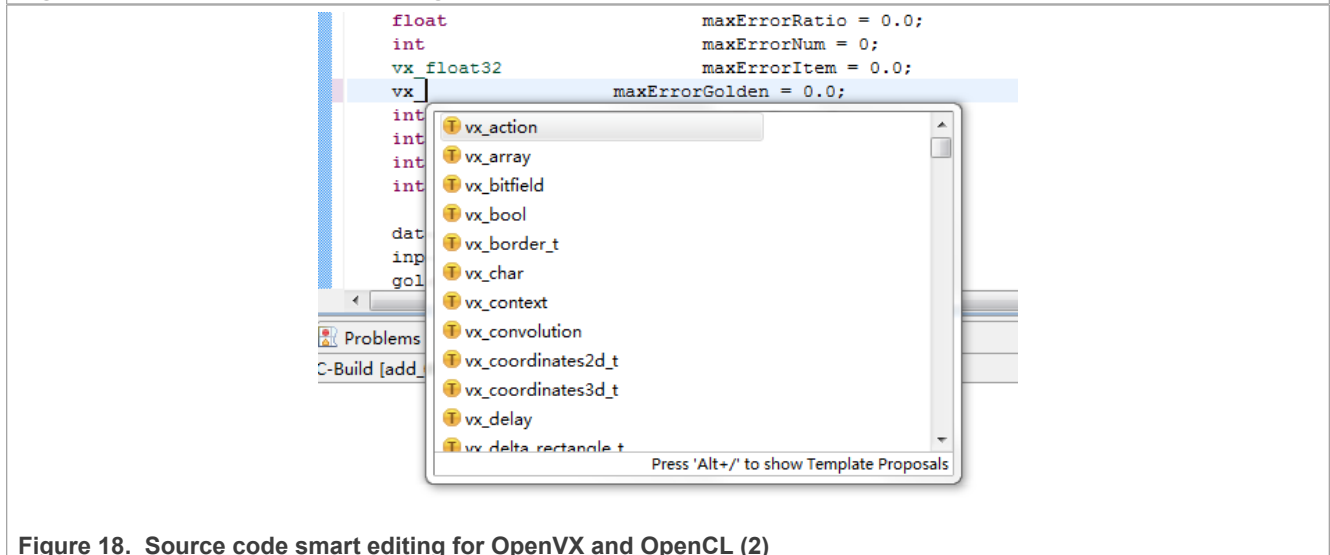 float maxErrorRatio = 0.0;
int maxErrorNum = 0;
vx_float32 maxErrorItem = 0.0;
vx_ maxErrorGolden = 0.0;
int
int
int
int
dat
inp
gol
vx_action
vx_array
vx_bitfield
vx_bool
vx_border_t
vx_char
vx_context
vx_convolution
vx_coordinates2d_t
vx_coordinates3d_t
vx_delay
vx_delta_rectangle_t
Press 'Alt+/' to show Template Proposals
Problems
C-Build [add_
Figure 18. Source code smart editing for OpenVX and OpenCL (2)